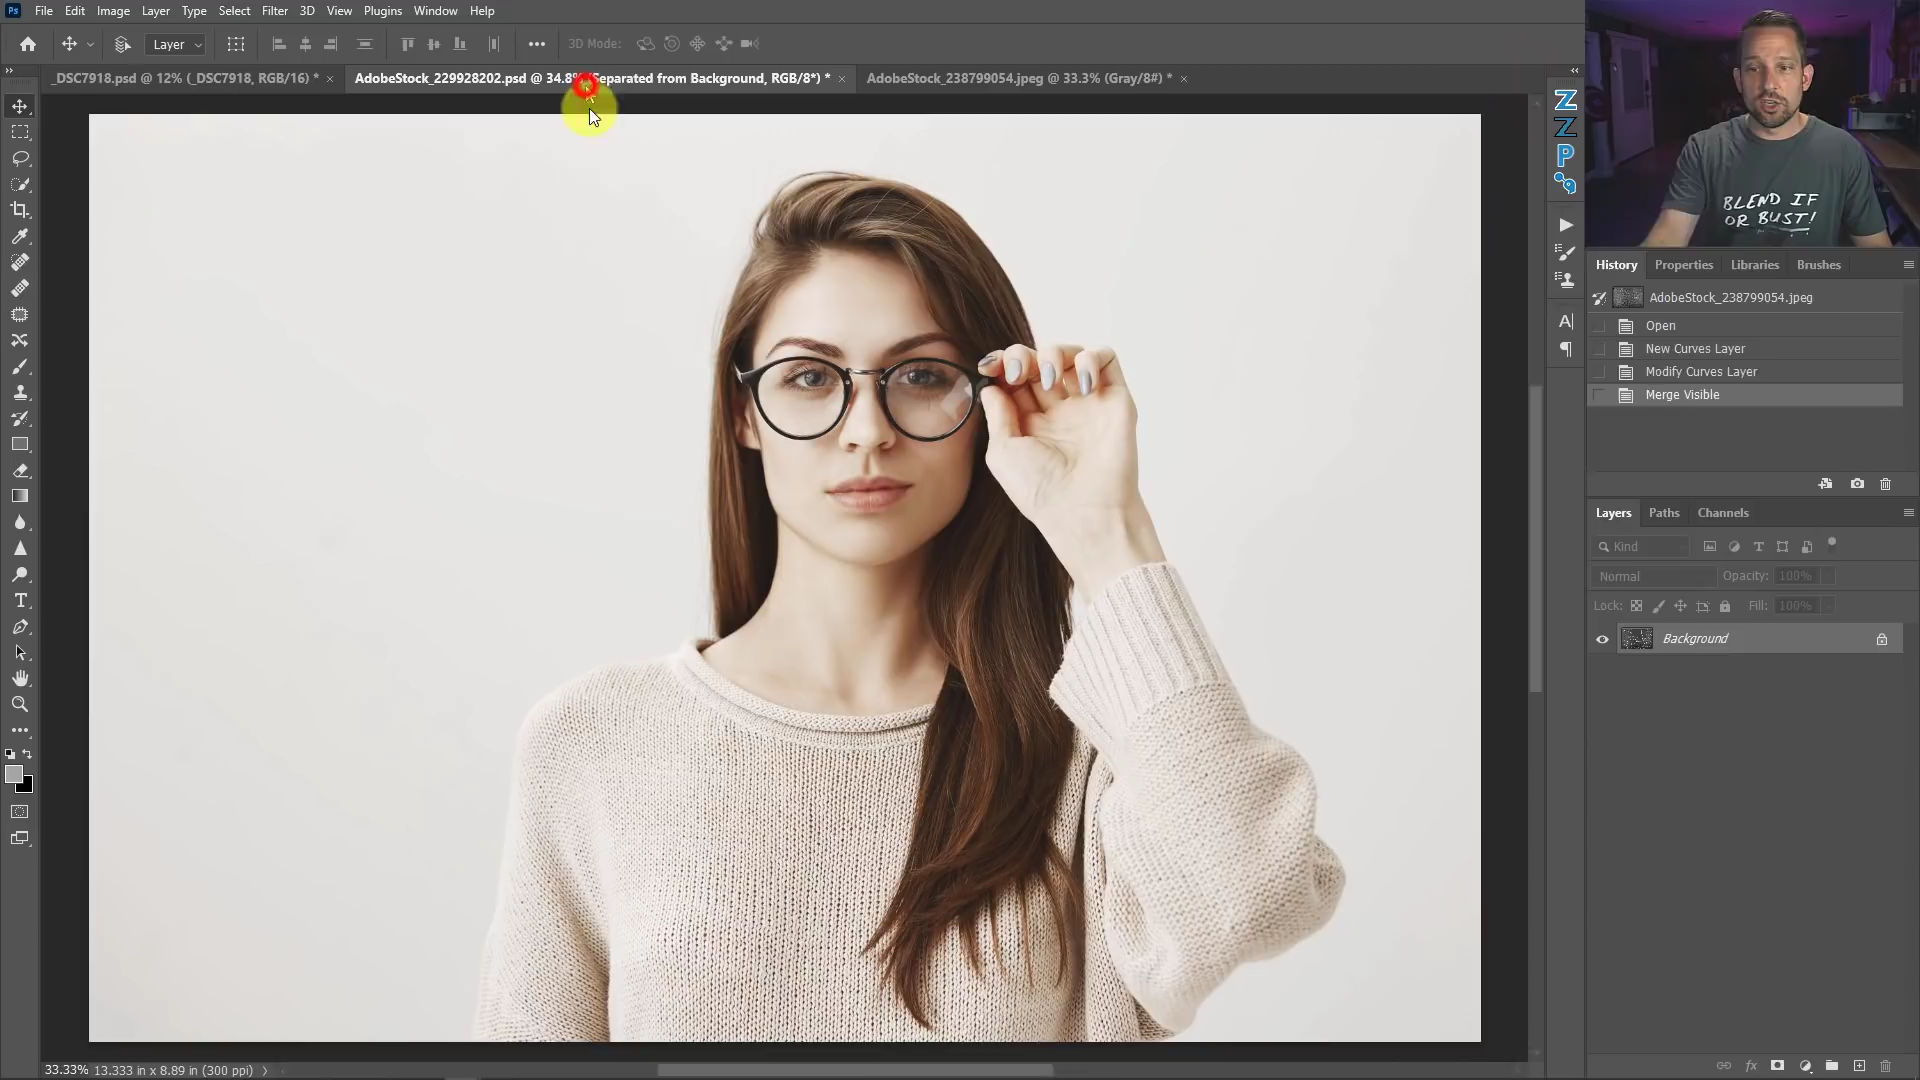 Ps File Edit Image Layer Type Select Filter 3D View Plugins Window Help
Layer 3D Mode:
_DSC7918.psd @ 12% (_DSC7918, RGB/16) * × AdobeStock_229928202.psd @ 34.8% (Separated from Background, RGB/8*) * × AdobeStock_238799054.jpeg @ 33.3% (Gray/8#) * ×
BLEND IF
OR BUST!
History Properties Libraries Brushes
AdobeStock_238799054.jpeg
Open
New Curves Layer
Modify Curves Layer
Merge Visible
Layers Paths Channels
Kind
Normal Opacity: 100%
Lock: Fill: 100%
Background
33.33% 13.333 in x 8.89 in (300 ppi)